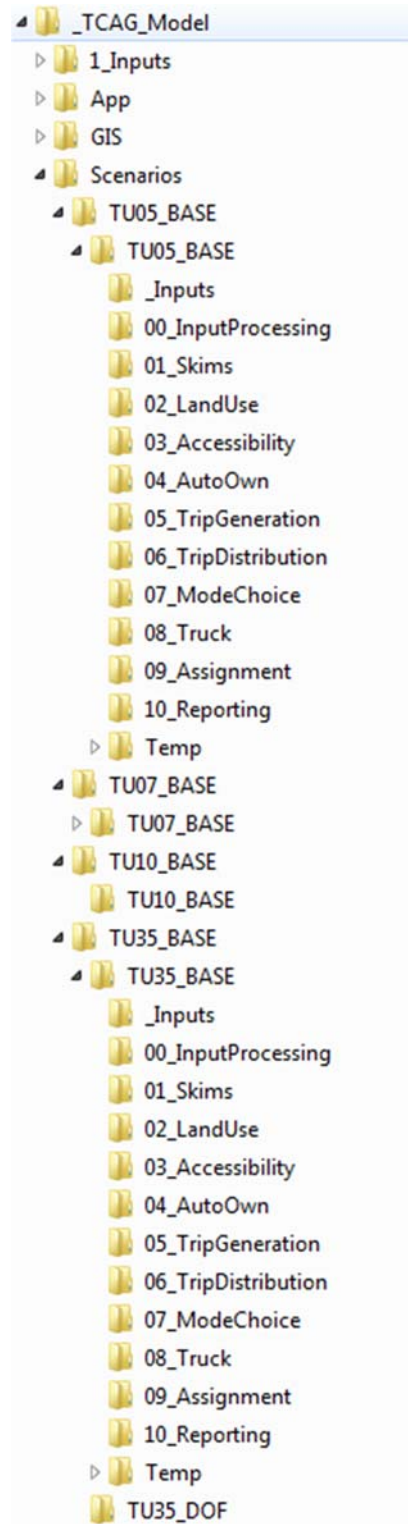 _TCAG_Model
1_Inputs
App
GIS
Scenarios
TU05_BASE
TU05_BASE
_Inputs
00_InputProcessing
01_Skims
02_LandUse
03_Accessibility
04_AutoOwn
05_TripGeneration
06_TripDistribution
07_ModeChoice
08_Truck
09_Assignment
10_Reporting
Temp
TU07_BASE
TU07_BASE
TU10_BASE
TU10_BASE
TU35_BASE
TU35_BASE
_Inputs
00_InputProcessing
01_Skims
02_LandUse
03_Accessibility
04_AutoOwn
05_TripGeneration
06_TripDistribution
07_ModeChoice
08_Truck
09_Assignment
10_Reporting
Temp
TU35_DOF